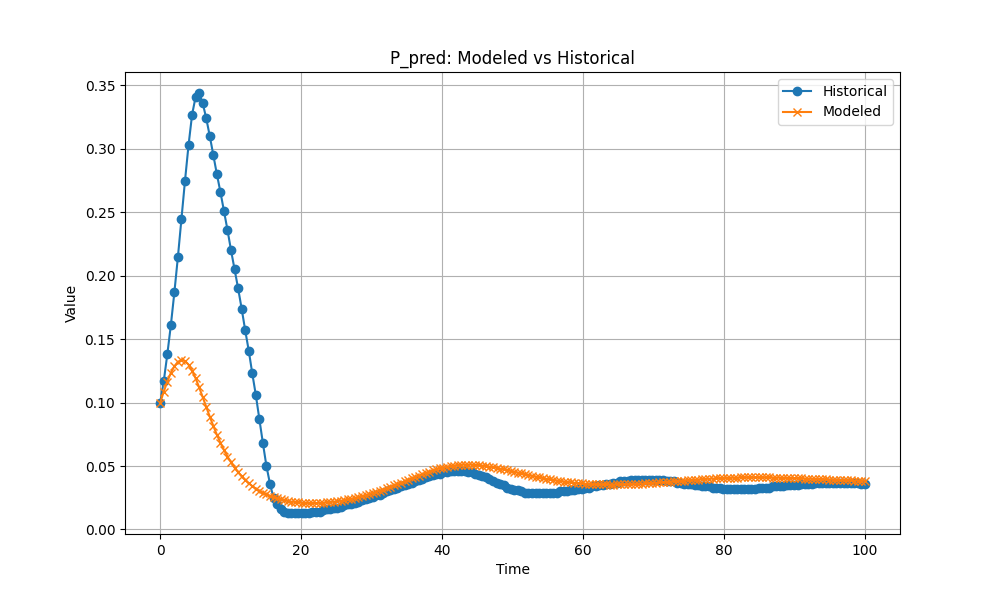 P_pred: Modeled vs Historical
Historical
Modeled
Value
0.35
0.30
0.25
0.20
0.15
0.10
0.05
0.00
0 20 40 60 80 100
Time